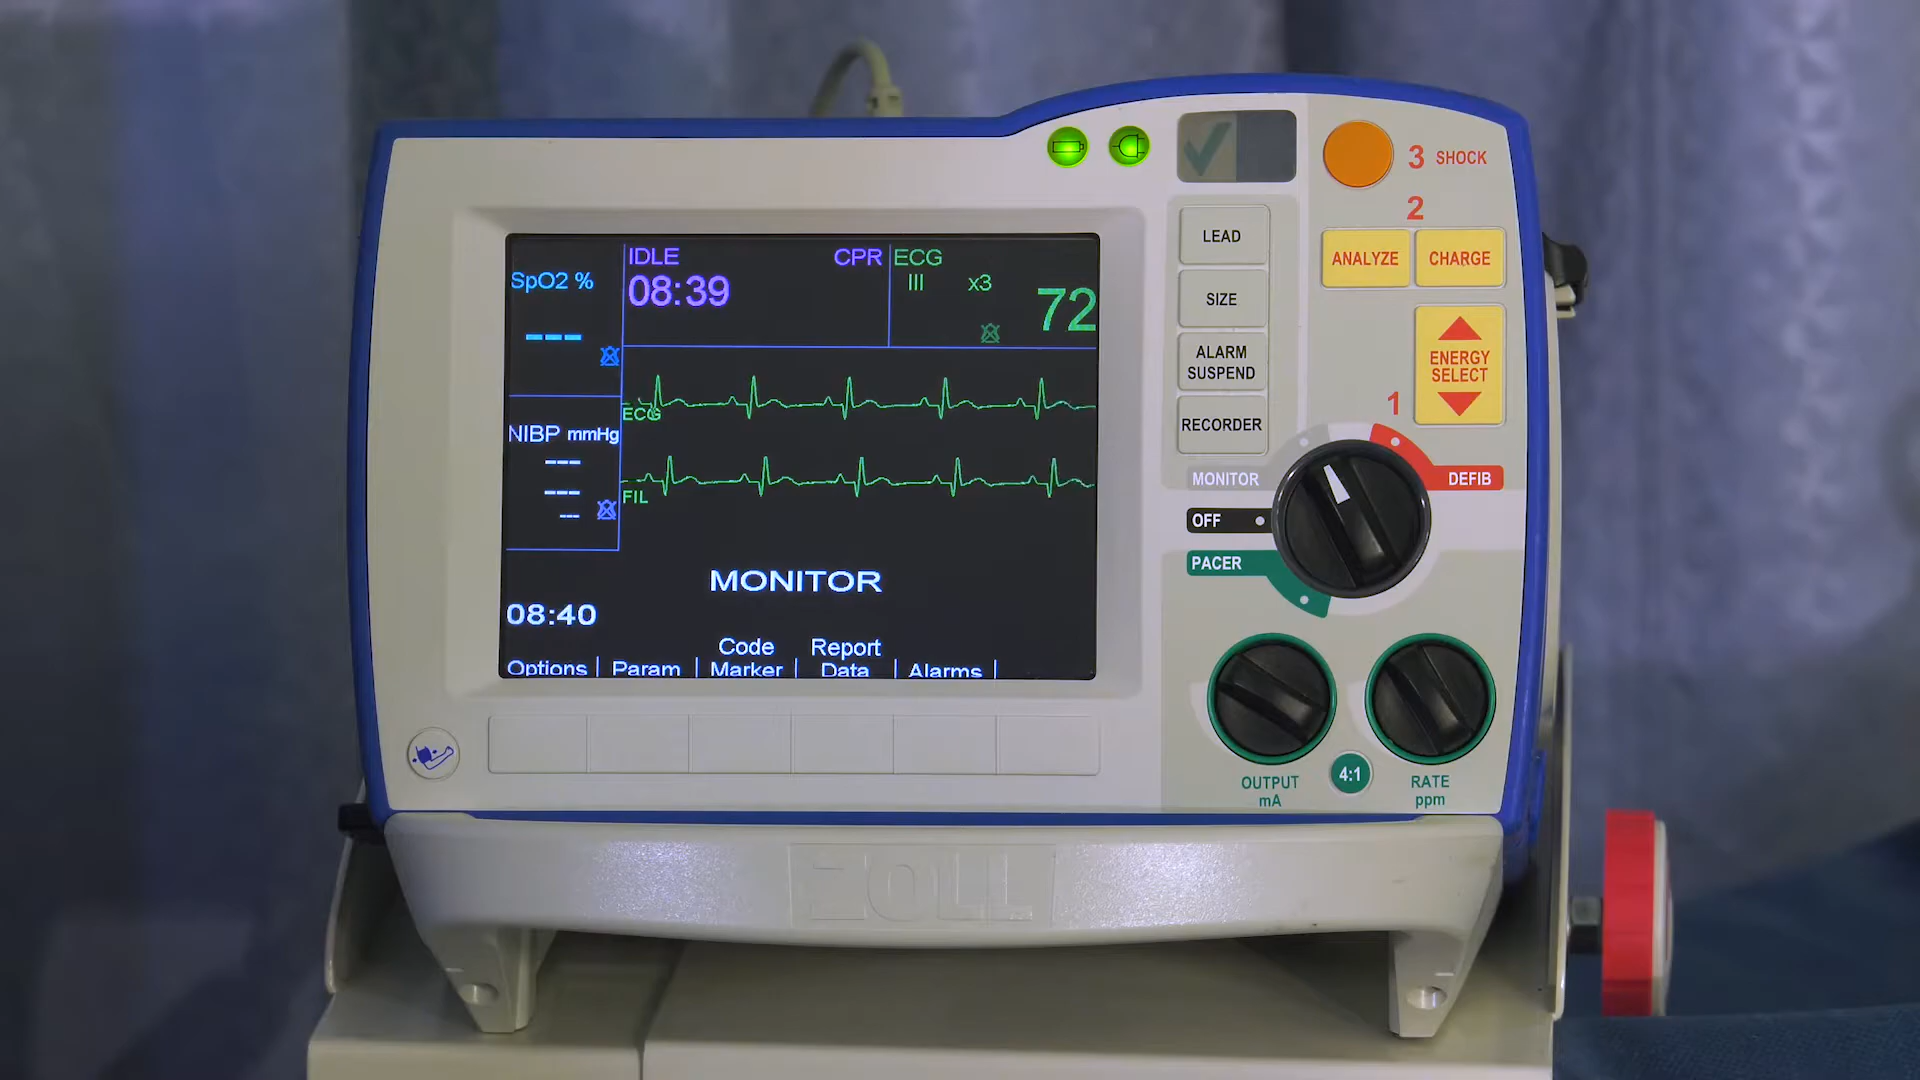 3 SHOCK
2
ANALYZE
CHARGE
ENERGY
SELECT
1
LEAD
SIZE
ALARM
SUSPEND
RECORDER
MONITOR
DEFIB
OFF
PACER
OUTPUT
mA
4:1
RATE
ppm
SpO2 %
---
IDLE
CPR
08:39
ECG
III x3
72
NIBP mmHg
---
---
--
ECG
FIL
MONITOR
08:40
Options
Param
Code
Marker
Report
Data
Alarms
ZOLL